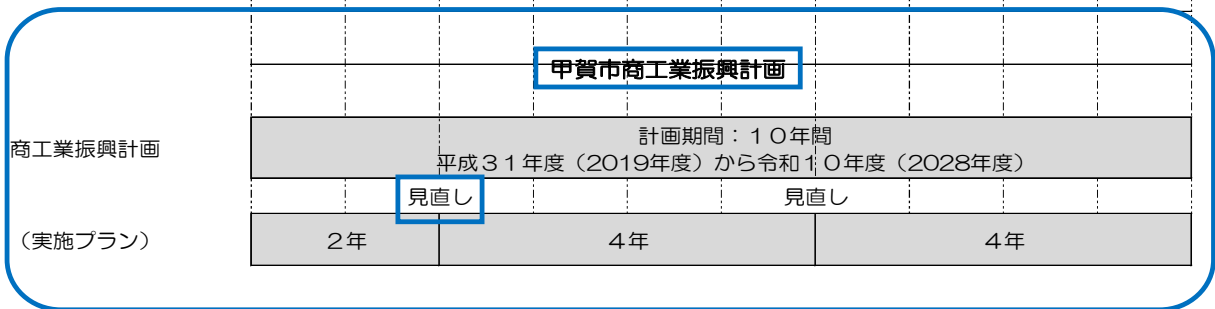 甲賀市商工業振興計画
商工業振興計画
計画期間：１０年間
平成３１年度（2019年度）から令和１０年度（2028年度）
見直し
見直し
（実施プラン）
２年
４年
４年